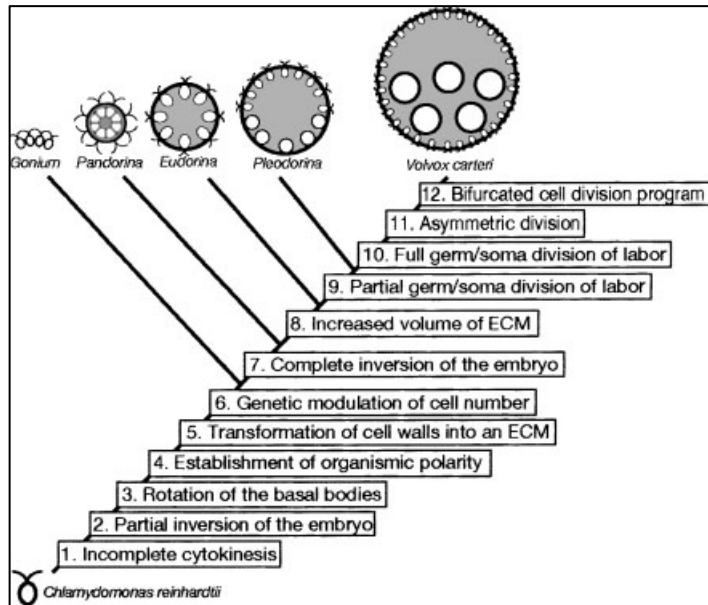 Gonium Pandorina Eudorina Pleodorina Volvox carteri
12. Bifurcated cell division program
11. Asymmetric division
10. Full germ/soma division of labor
9. Partial germ/soma division of labor
8. Increased volume of ECM
7. Complete inversion of the embryo
6. Genetic modulation of cell number
5. Transformation of cell walls into an ECM
4. Establishment of organismic polarity
3. Rotation of the basal bodies
2. Partial inversion of the embryo
1. Incomplete cytokinesis
Chlamydomonas reinhardtii